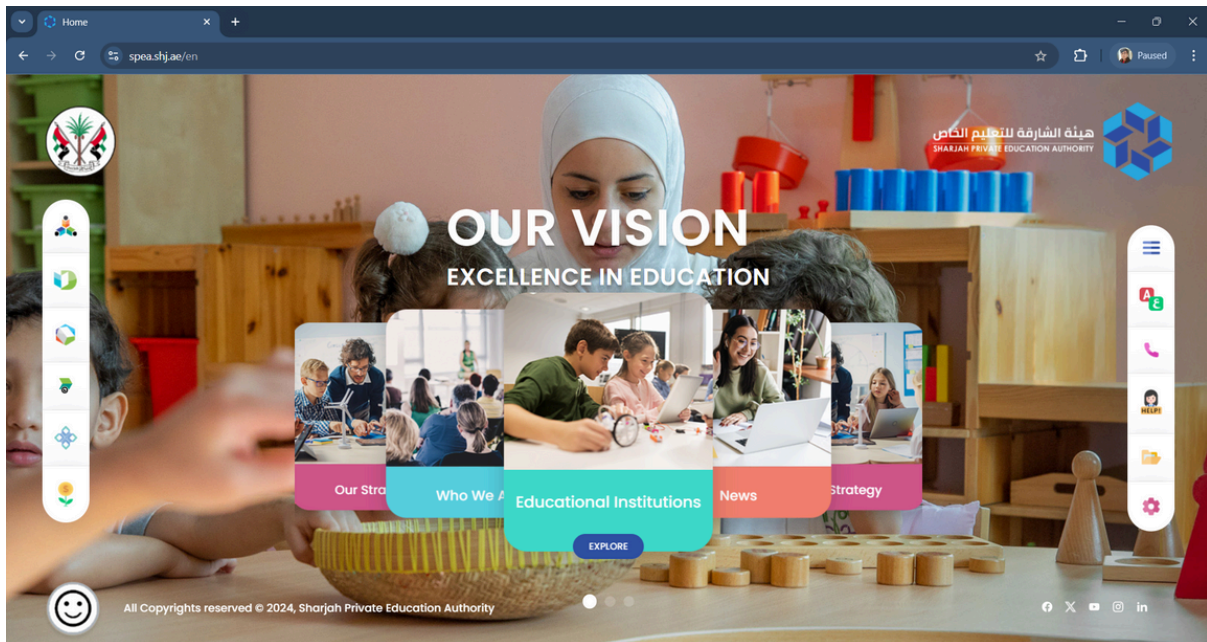 Home
spea.shj.ae/en
Paused
هيئة الشارقة للتعليم الخاص
SHARJAH PRIVATE EDUCATION AUTHORITY
OUR VISION
EXCELLENCE IN EDUCATION
A
ع
HELP!
Our Stra
Who We A
Educational Institutions
News
Strategy
EXPLORE
All Copyrights reserved © 2024, Sharjah Private Education Authority